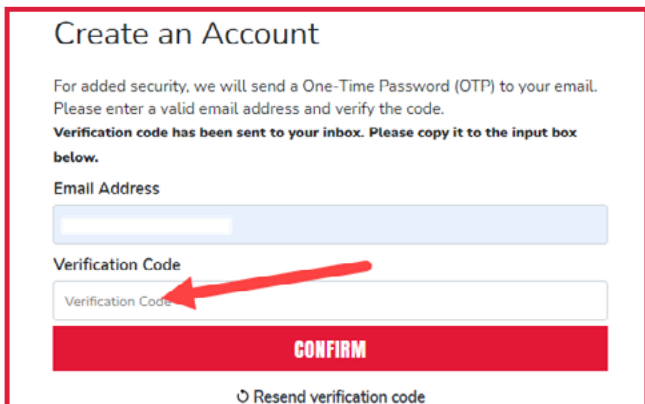 Create an Account
For added security, we will send a One-Time Password (OTP) to your email.
Please enter a valid email address and verify the code.
Verification code has been sent to your inbox. Please copy it to the input box
below.
Email Address
Verification Code
Verification Code
CONFIRM
Resend verification code